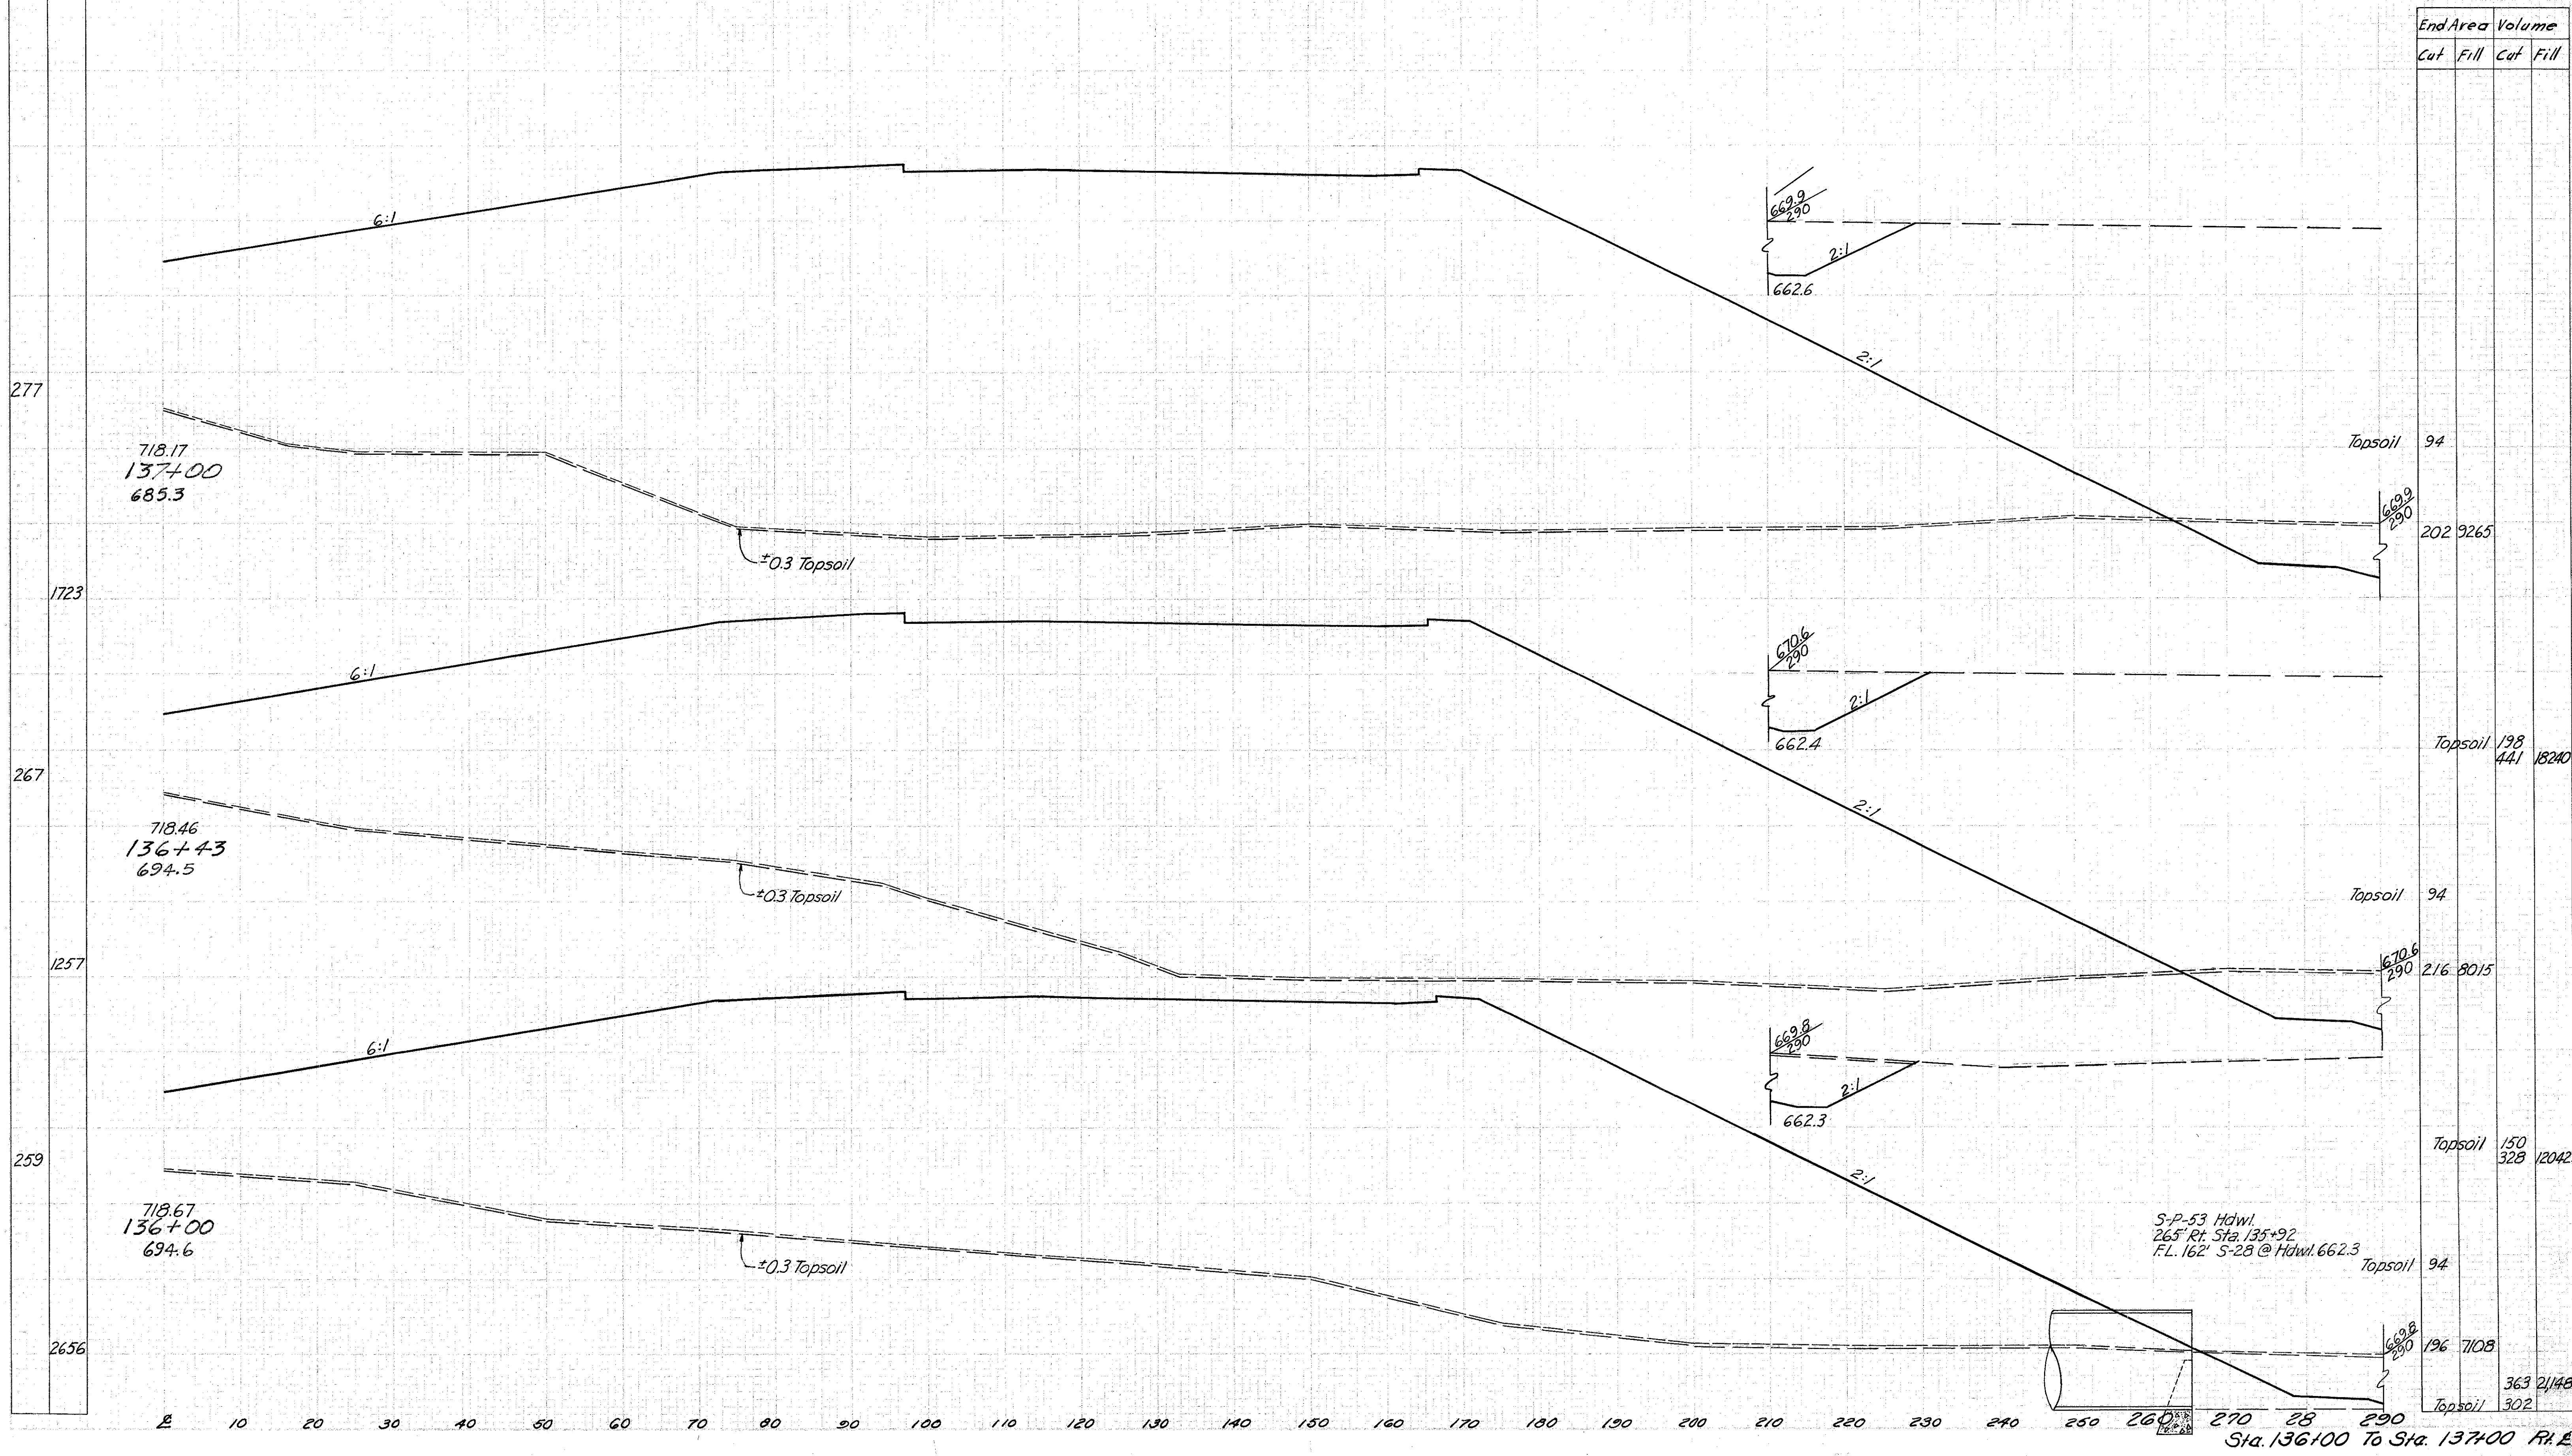 End Area Volume
Cut Fill Cut Fill
6:1
669.9
290
2:1
662.6
2:1
277
718.17
137+00
685.3
Topsoil 94
669.9
290
202 9265
±0.3 Topsoil
1723
6:1
670.6
290
2:1
662.4
Topsoil 198
441 18240
267
2:1
718.46
136+43
694.5
±0.3 Topsoil
Topsoil 94
1257
670.6
290
216 8015
6:1
669.8
290
2:1
662.3
Topsoil 150
328 12042
259
2:1
718.67
136+00
694.6
S-P-53 Hdwl.
265' Rt. Sta. 135+92
F.L. 162' S-28 @ Hdwl. 662.3
±0.3 Topsoil
Topsoil 94
2656
669.8
290
196 7108
363 21,148
Topsoil 302
10 20 30 40 50 60 70 80 90 100 110 120 130 140 150 160 170 180 190 200 210 220 230 240 250 260 270 28 290
Sta. 136+00 To Sta. 137+00 Rt. ℄